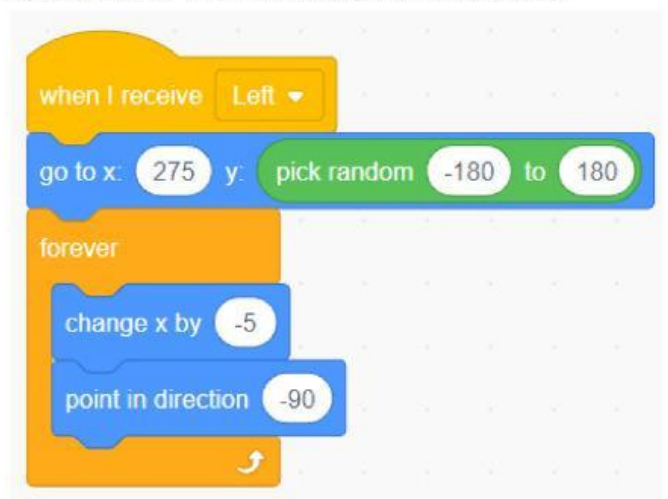 when I receive Left
go to x: 275 y: pick random -180 to 180
forever
change x by -5
point in direction -90